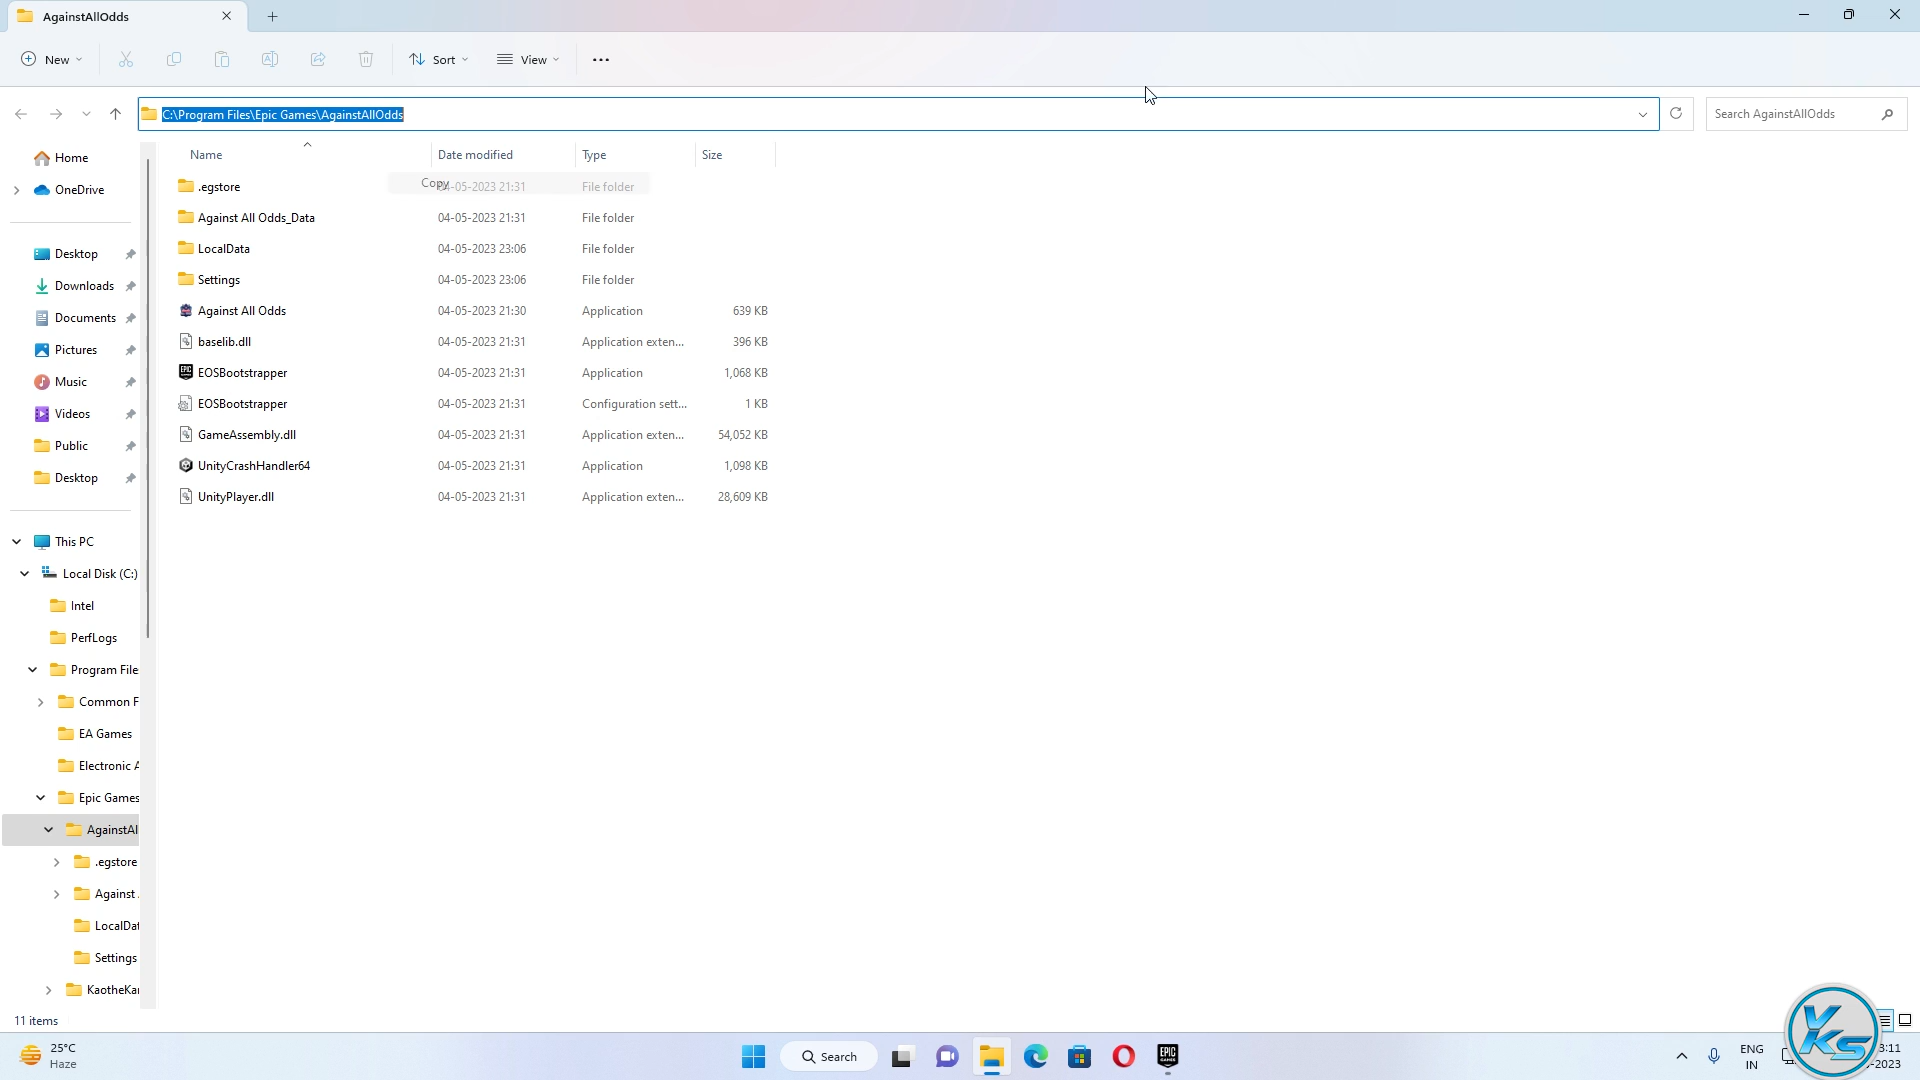 AgainstAllOdds
New
Sort
View
C:\Program Files\Epic Games\AgainstAllOdds
Search AgainstAllOdds
Home
OneDrive
Desktop
Downloads
Documents
Pictures
Music
Videos
Public
Desktop
This PC
Local Disk (C:)
Intel
PerfLogs
Program File
Common F
EA Games
Electronic A
Epic Games
AgainstAl
.egstore
Against
LocalDat
Settings
KaotheKar
Name Date modified Type Size
.egstore 04-05-2023 21:31 File folder
Copy
Against All Odds_Data 04-05-2023 21:31 File folder
LocalData 04-05-2023 23:06 File folder
Settings 04-05-2023 23:06 File folder
Against All Odds 04-05-2023 21:30 Application 639 KB
baselib.dll 04-05-2023 21:31 Application exten... 396 KB
EOSBootstrapper 04-05-2023 21:31 Application 1,068 KB
EOSBootstrapper 04-05-2023 21:31 Configuration sett... 1 KB
GameAssembly.dll 04-05-2023 21:31 Application exten... 54,052 KB
UnityCrashHandler64 04-05-2023 21:31 Application 1,098 KB
UnityPlayer.dll 04-05-2023 21:31 Application exten... 28,609 KB
11 items
25°C
Haze
Search
EPIC
GAMES
ENG
IN
3:11
-2023
YKS